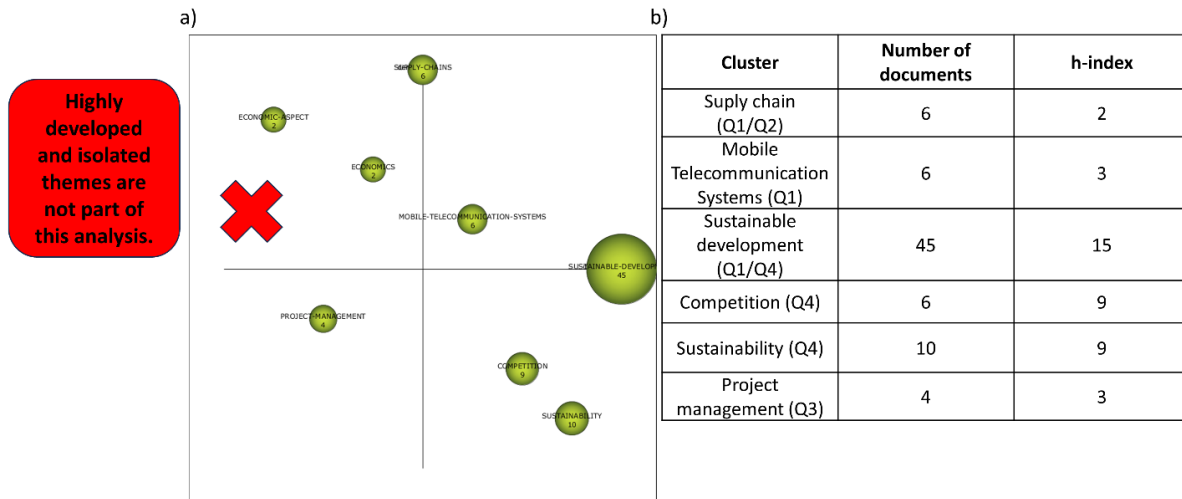 a)
b)
Highly
developed
and isolated
themes are
not part of
this analysis.
SUPPLY-CHAINS
6
ECONOMIC-ASPECT
2
ECONOMICS
2
MOBILE-TELECOMMUNICATION-SYSTEMS
6
SUSTAINABLE-DEVELOP
45
PROJECT-MANAGEMENT
4
COMPETITION
9
SUSTAINABILITY
10
Cluster
Number of
documents
h-index
Suply chain
(Q1/Q2)
6
2
Mobile
Telecommunication
Systems (Q1)
6
3
Sustainable
development
(Q1/Q4)
45
15
Competition (Q4)
6
9
Sustainability (Q4)
10
9
Project
management (Q3)
4
3